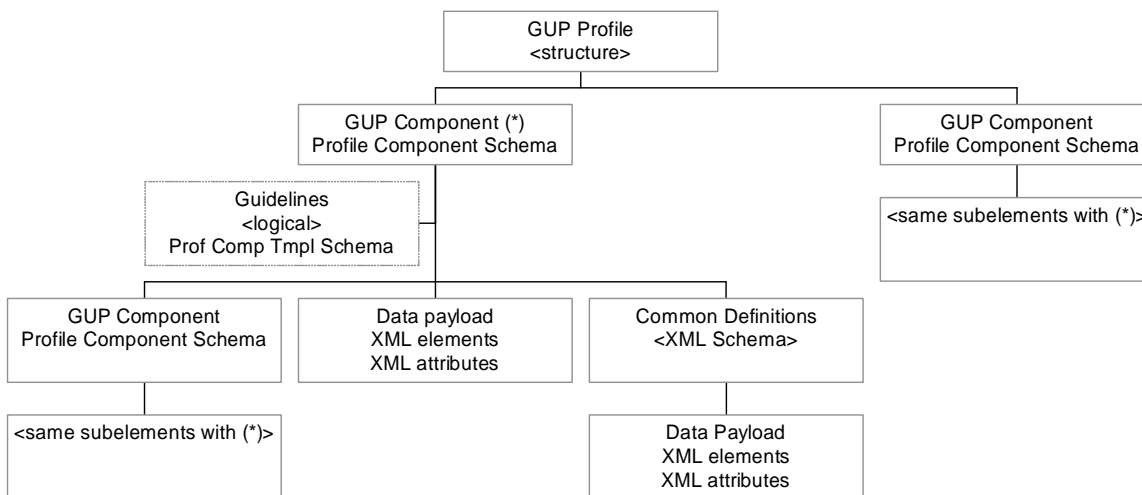 GUP Profile
<structure>
GUP Component (*)
Profile Component Schema
GUP Component
Profile Component Schema
Guidelines
<logical>
Prof Comp Tmpl Schema
<same subelements with (*)>
GUP Component
Profile Component Schema
Data payload
XML elements
XML attributes
Common Definitions
<XML Schema>
<same subelements with (*)>
Data Payload
XML elements
XML attributes